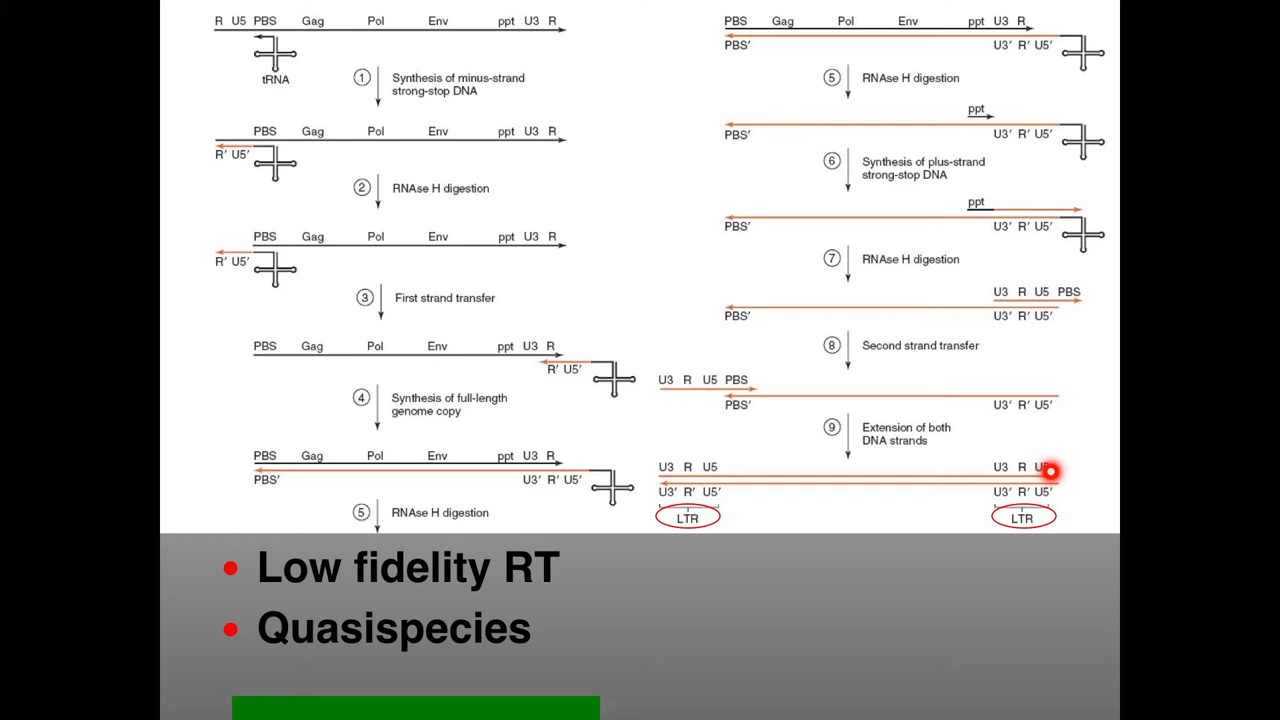 R U5 PBS Gag Pol Env ppt U3 R
tRNA
1 Synthesis of minus-strand
strong-stop DNA
PBS Gag Pol Env ppt U3 R
R′ U5′
2 RNAse H digestion
PBS Gag Pol Env ppt U3 R
R′ U5′
3 First strand transfer
PBS Gag Pol Env ppt U3 R
R′ U5′
4 Synthesis of full-length
genome copy
PBS Gag Pol Env ppt U3 R
PBS′ U3′ R′ U5′
5 RNAse H digestion
PBS Gag Pol Env ppt U3 R
PBS′ U3′ R′ U5′
5 RNAse H digestion
ppt
PBS′ U3′ R′ U5′
6 Synthesis of plus-strand
strong-stop DNA
ppt
PBS′ U3′ R′ U5′
7 RNAse H digestion
U3 R U5 PBS
PBS′ U3′ R′ U5′
8 Second strand transfer
U3 R U5 PBS
PBS′ U3′ R′ U5′
9 Extension of both
DNA strands
U3 R U5 U3 R U5
U3′ R′ U5′ U3′ R′ U5′
LTR LTR
• Low fidelity RT
• Quasispecies